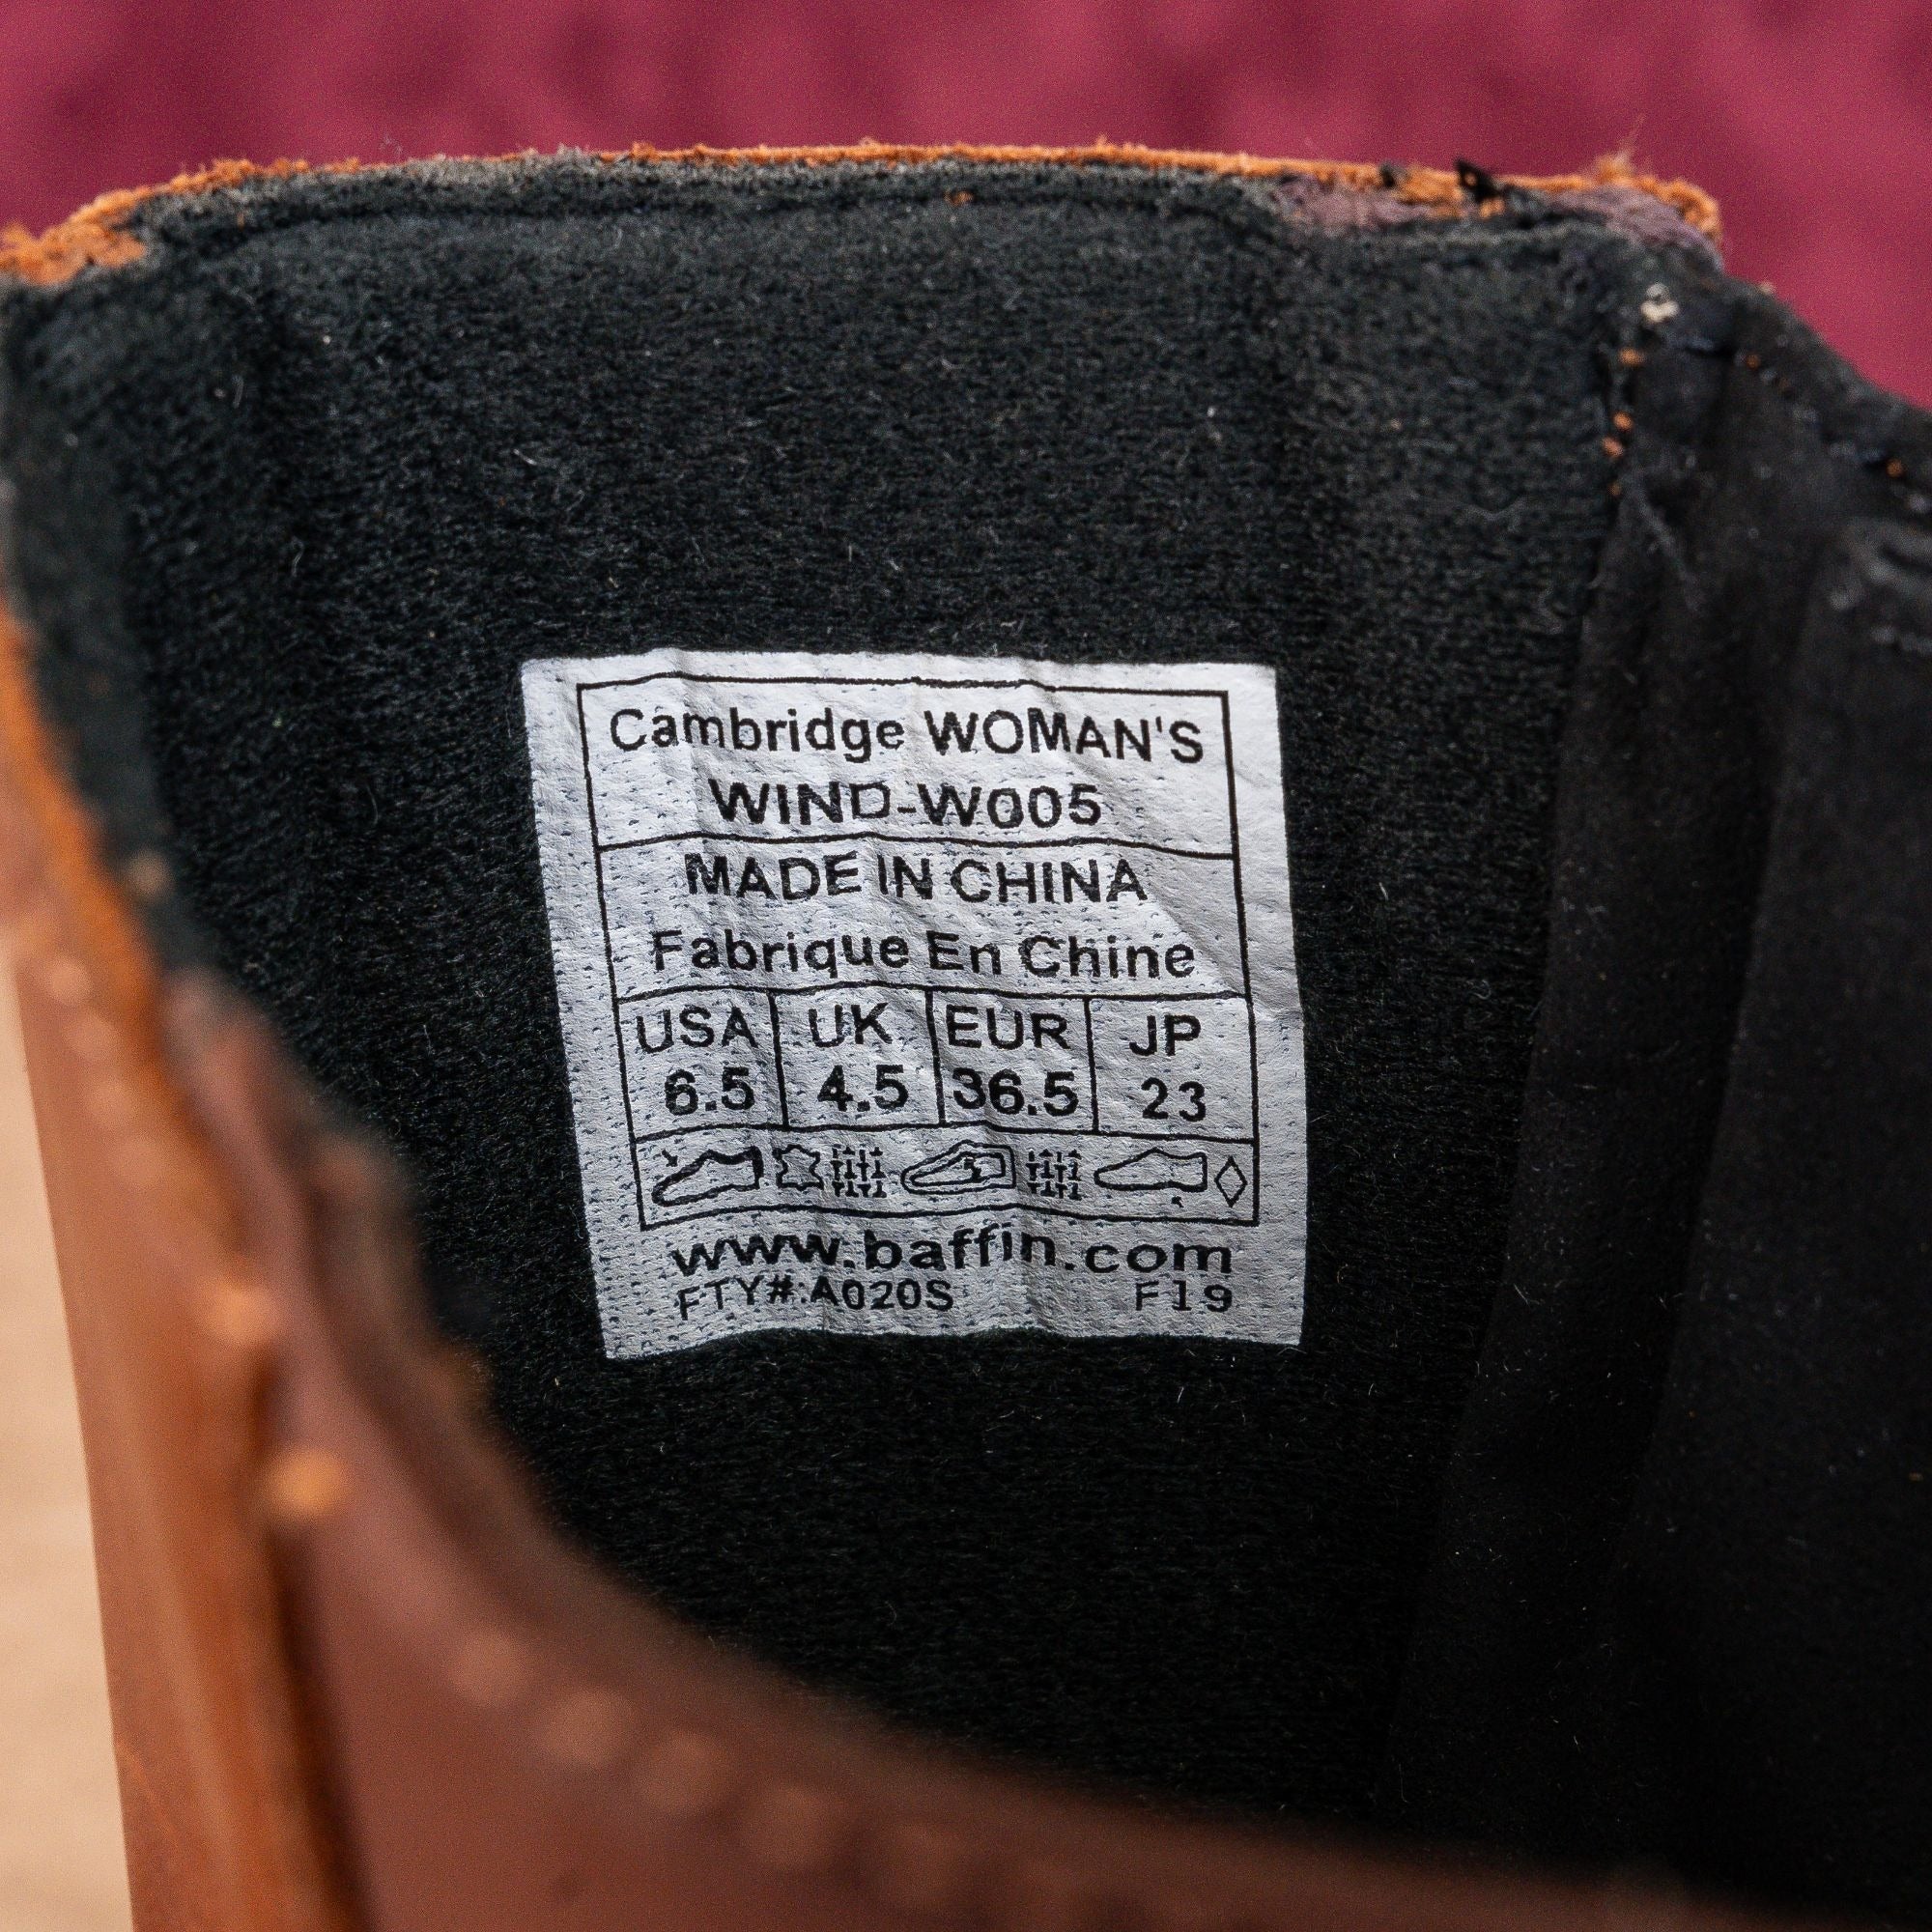 Cambridge WOMAN'S
WIND-W005
MADE IN CHINA
Fabrique En Chine
USA UK EUR JP
6.5 4.5 36.5 23
www.baffin.com
FTY#:A020S F19